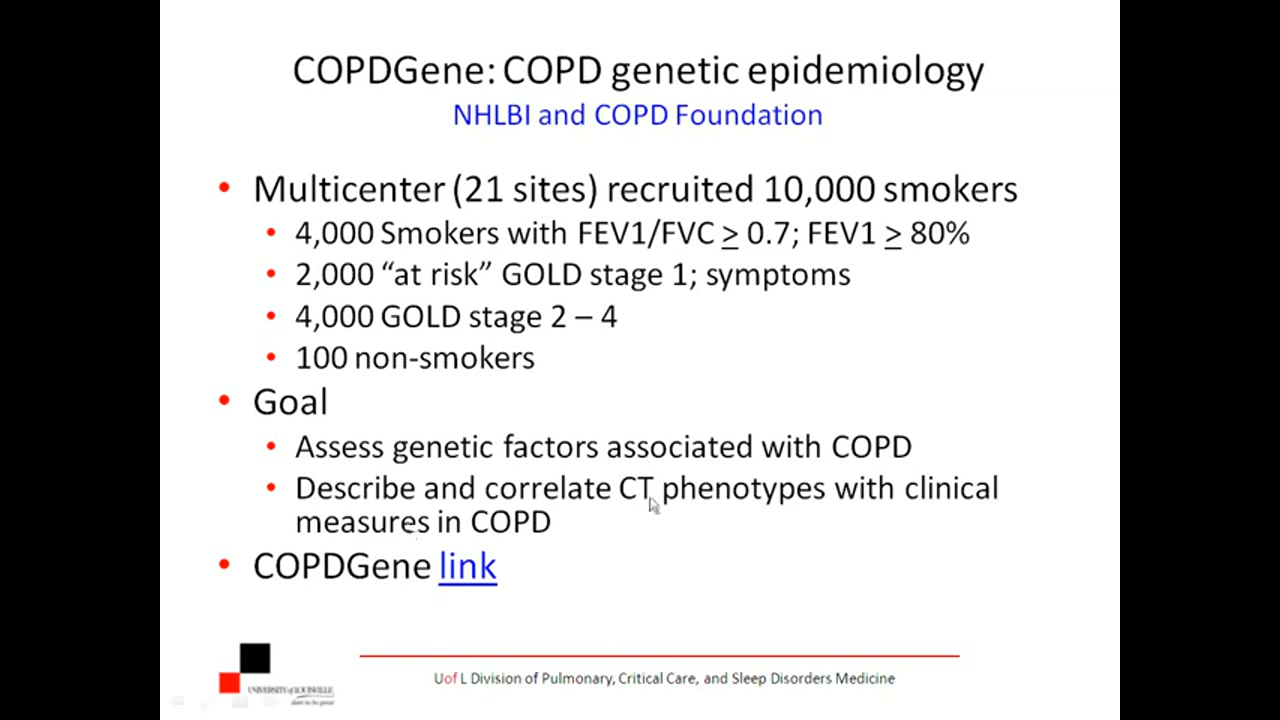 COPDGene: COPD genetic epidemiology
NHLBI and COPD Foundation
• Multicenter (21 sites) recruited 10,000 smokers
• 4,000 Smokers with FEV1/FVC ≥ 0.7; FEV1 ≥ 80%
• 2,000 “at risk” GOLD stage 1; symptoms
• 4,000 GOLD stage 2 – 4
• 100 non-smokers
• Goal
• Assess genetic factors associated with COPD
• Describe and correlate CT phenotypes with clinical
measures in COPD
• COPDGene link
UNIVERSITY of LOUISVILLE
dare to be great
Uof L Division of Pulmonary, Critical Care, and Sleep Disorders Medicine